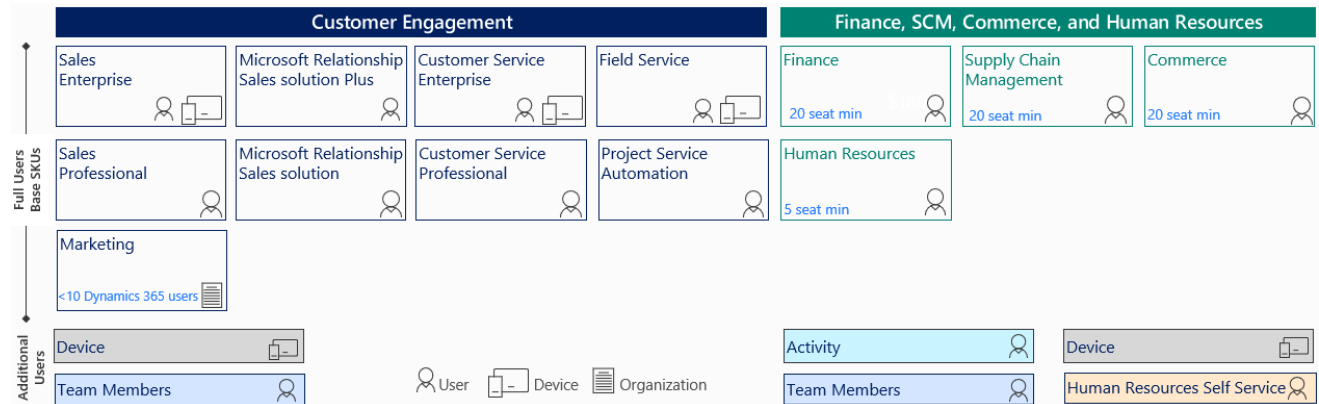 Customer Engagement
Finance, SCM, Commerce, and Human Resources
Full Users
Base SKUs
Sales
Enterprise
Microsoft Relationship
Sales solution Plus
Customer Service
Enterprise
Field Service
Finance
20 seat min
Supply Chain
Management
20 seat min
Commerce
20 seat min
Sales
Professional
Microsoft Relationship
Sales solution
Customer Service
Professional
Project Service
Automation
Human Resources
5 seat min
Marketing
<10 Dynamics 365 users
Additional
Users
Device
Team Members
User
Device
Organization
Activity
Device
Team Members
Human Resources Self Service